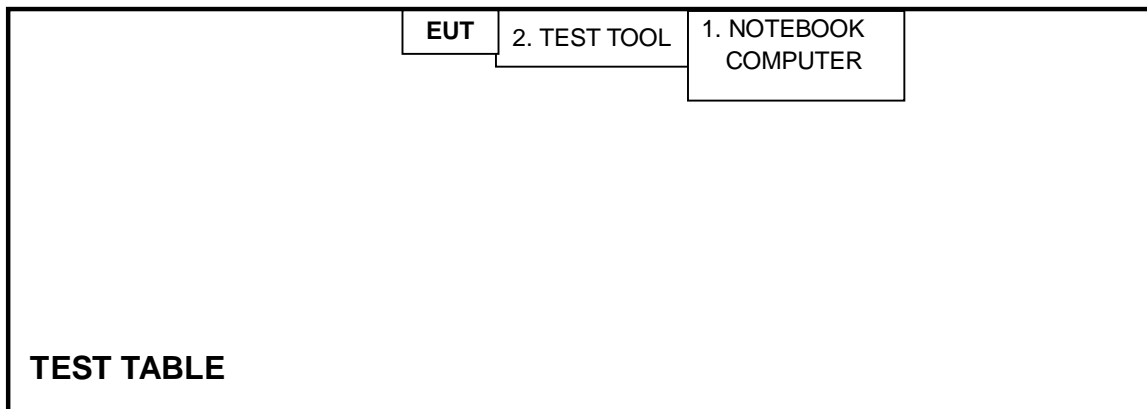 EUT
2. TEST TOOL
1. NOTEBOOK
COMPUTER
TEST TABLE